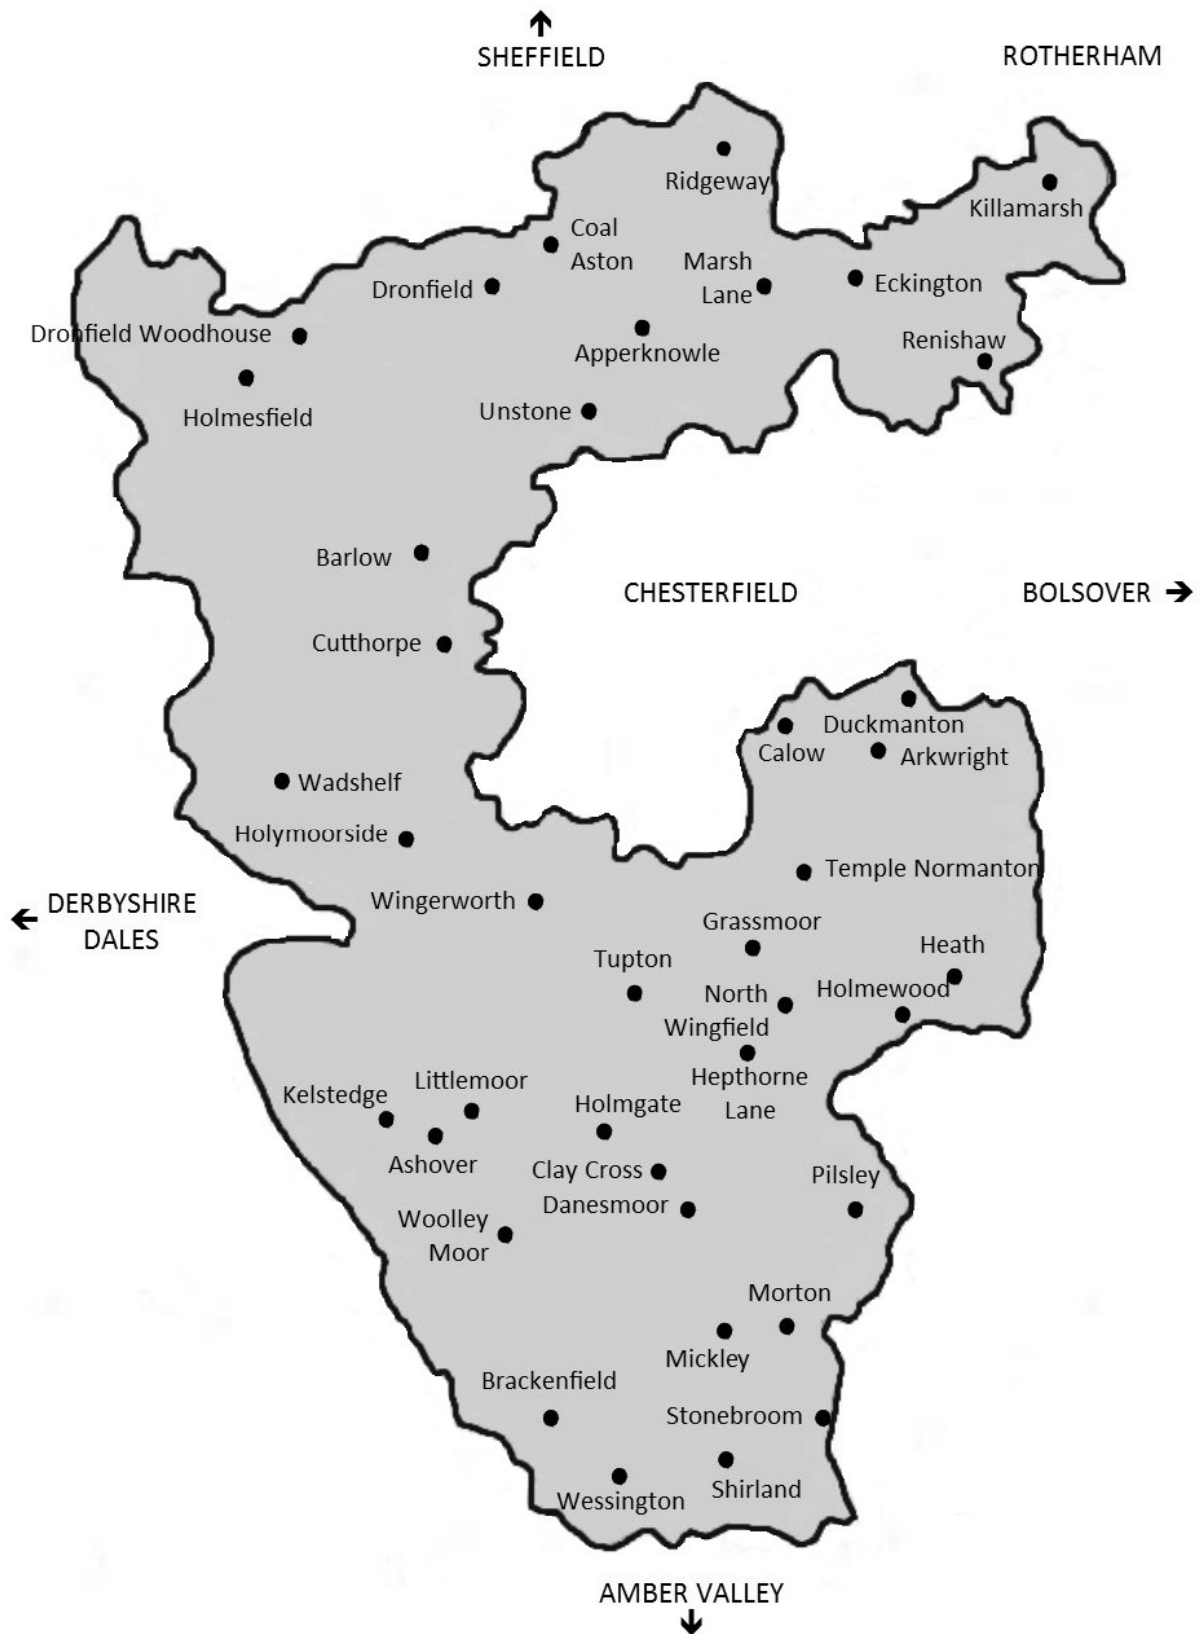 SHEFFIELD
ROTHERHAM
Ridgeway
Killamarsh
Coal
Aston
Marsh
Lane
Dronfield
Eckington
Dronfield Woodhouse
Renishaw
Apperknowle
Holmesfield
Unstone
Barlow
CHESTERFIELD
BOLSOVER
Cutthorpe
Duckmanton
Calow
Arkwright
Wadshelf
Holymoorside
Temple Normanton
Wingerworth
DERBYSHIRE
DALES
Grassmoor
Heath
Tupton
North
Wingfield
Holmewood
Hepthorne
Lane
Littlemoor
Kelstedge
Holmgate
Ashover
Clay Cross
Pilsley
Danesmoor
Woolley
Moor
Morton
Mickley
Brackenfield
Stonebroom
Shirland
Wessington
AMBER VALLEY